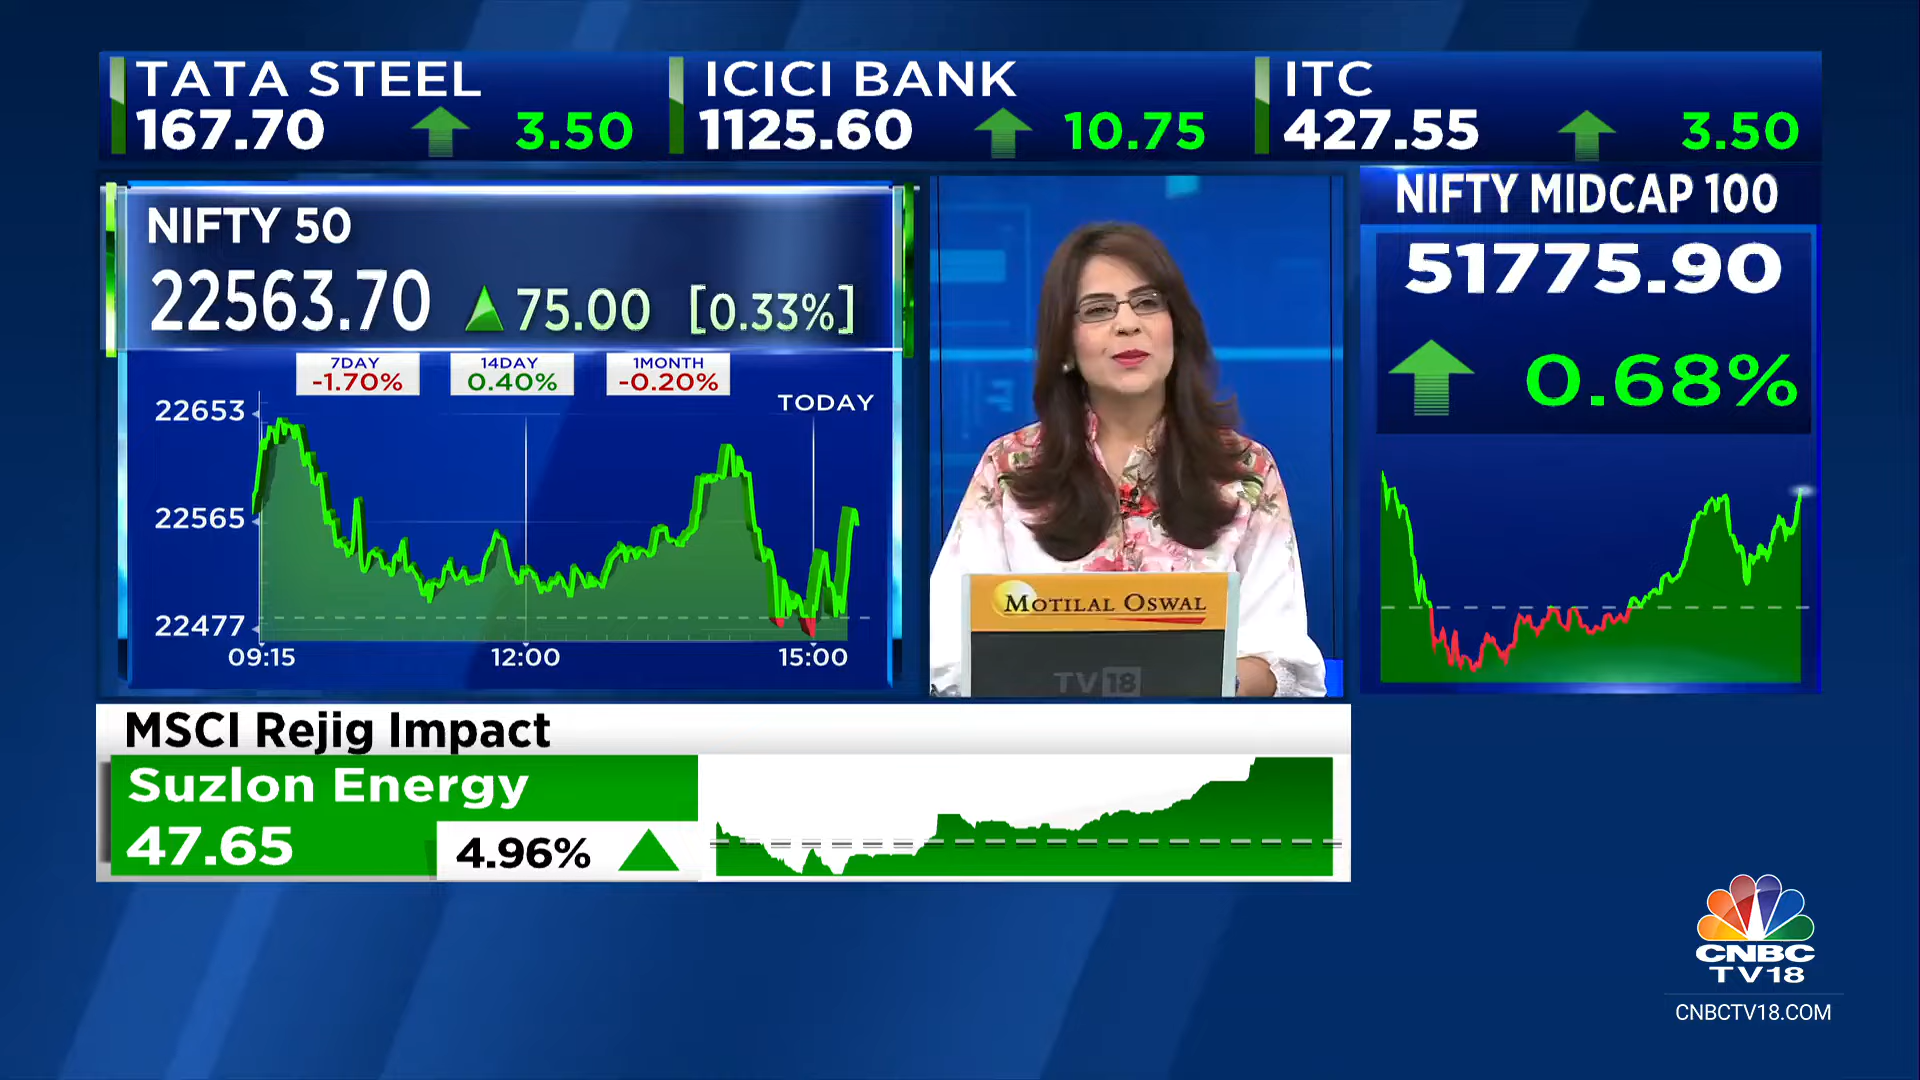 TATA STEEL
167.70 3.50
ICICI BANK
1125.60 10.75
ITC
427.55 3.50
NIFTY 50
22563.70 75.00 [0.33%]
7DAY
-1.70%
14DAY
0.40%
1MONTH
-0.20%
TODAY
22653
22565
22477
09:15 12:00 15:00
MOTILAL OSWAL
TV18
NIFTY MIDCAP 100
51775.90
0.68%
MSCI Rejig Impact
Suzlon Energy
47.65
4.96%
CNBC
TV18
CNBCTV18.COM